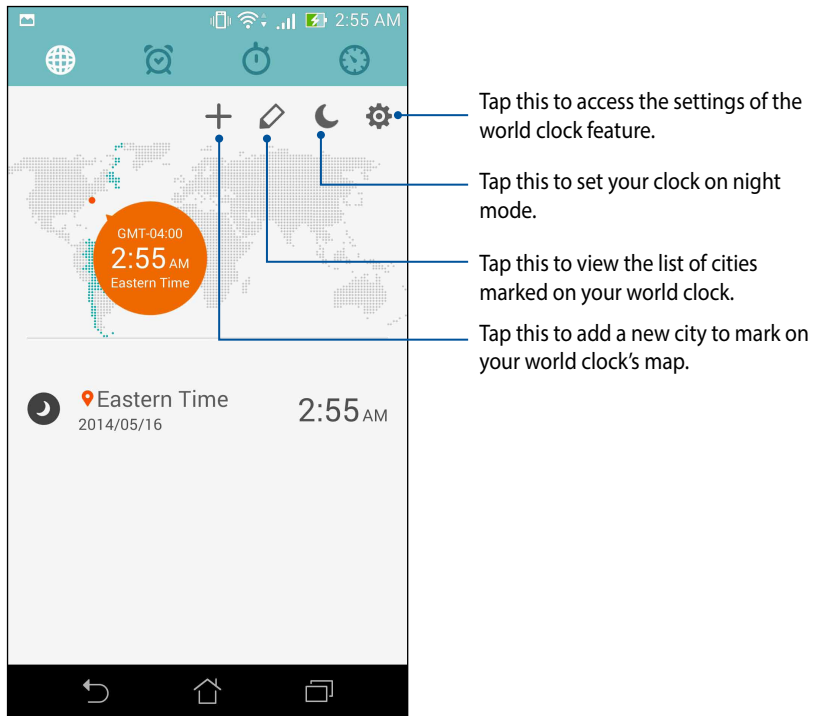 2:55 AM
Tap this to access the settings of the
world clock feature.
Tap this to set your clock on night
mode.
Tap this to view the list of cities
marked on your world clock.
Tap this to add a new city to mark on
your world clock’s map.
GMT-04:00
2:55 AM
Eastern Time
Eastern Time
2014/05/16
2:55 AM